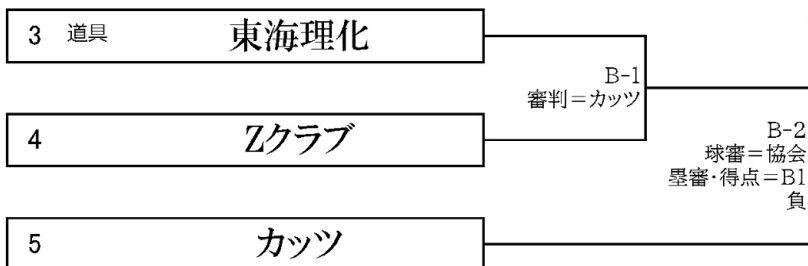 3 道具 東海理化
B-1
審判=カッツ
4 Zクラブ
B-2
球審=協会
塁審・得点=B1
負
5 カッツ